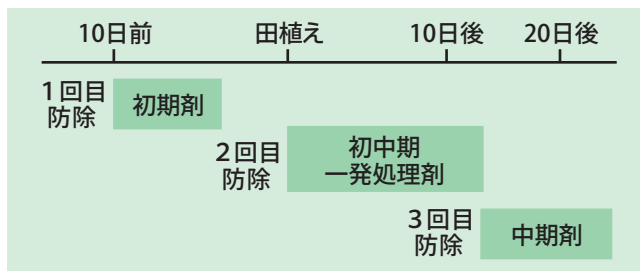 10日前 田植え 10日後 20日後
1回目
防除
初期剤
2回目
防除
初中期
一発処理剤
3回目
防除
中期剤